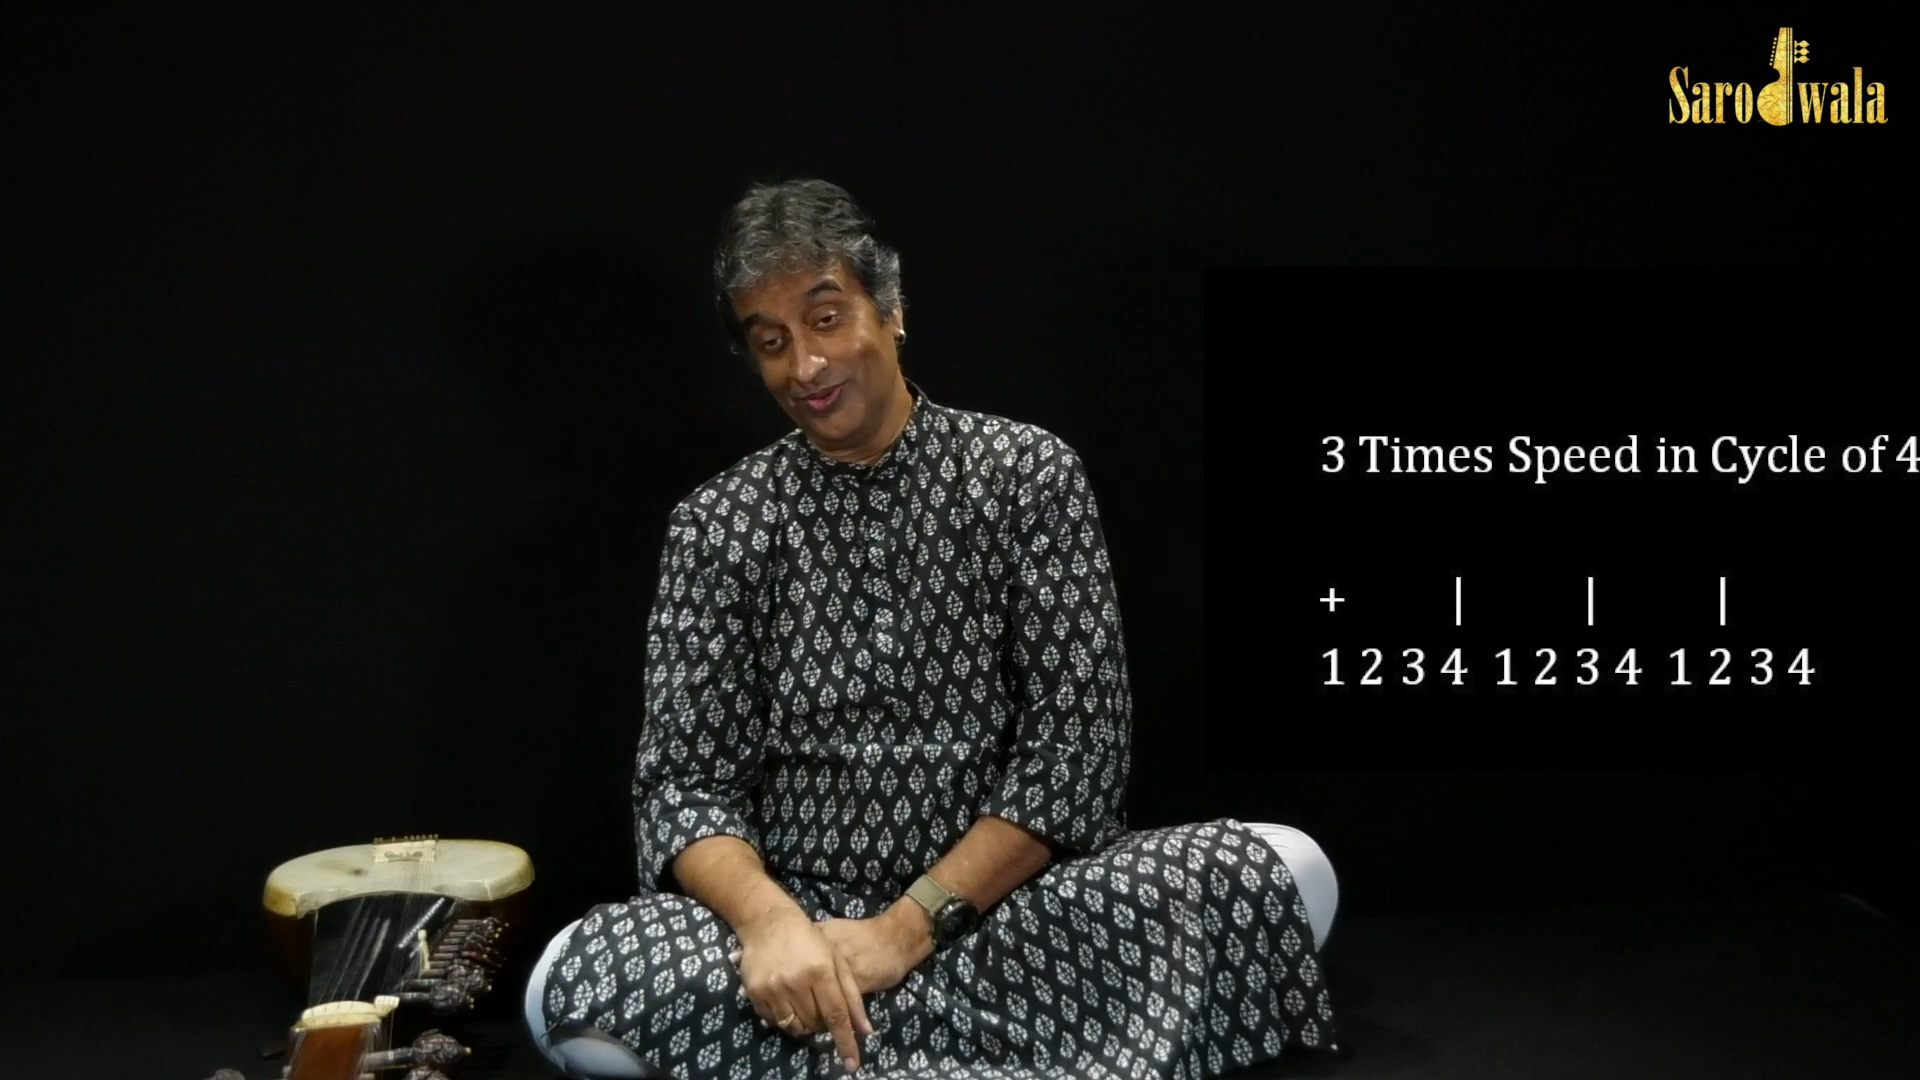 Sarodwala
3 Times Speed in Cycle of 4
+ | | |
1 2 3 4 1 2 3 4 1 2 3 4